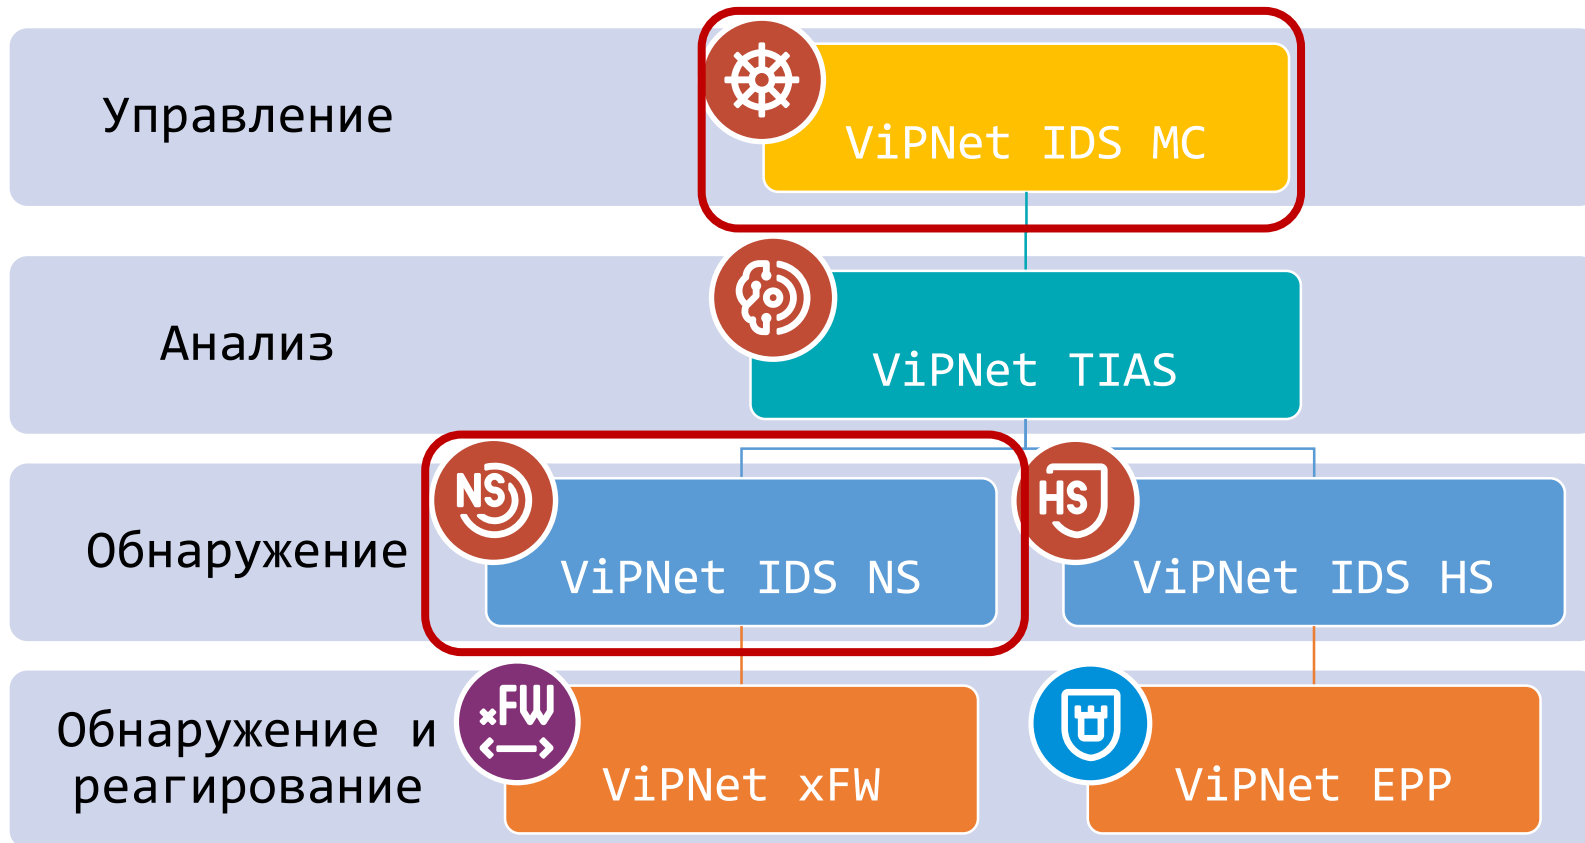 Управление
ViPNet IDS MC
Анализ
ViPNet TIAS
Обнаружение
NS
ViPNet IDS NS
HS
ViPNet IDS HS
Обнаружение и
реагирование
xFW
ViPNet xFW
ViPNet EPP